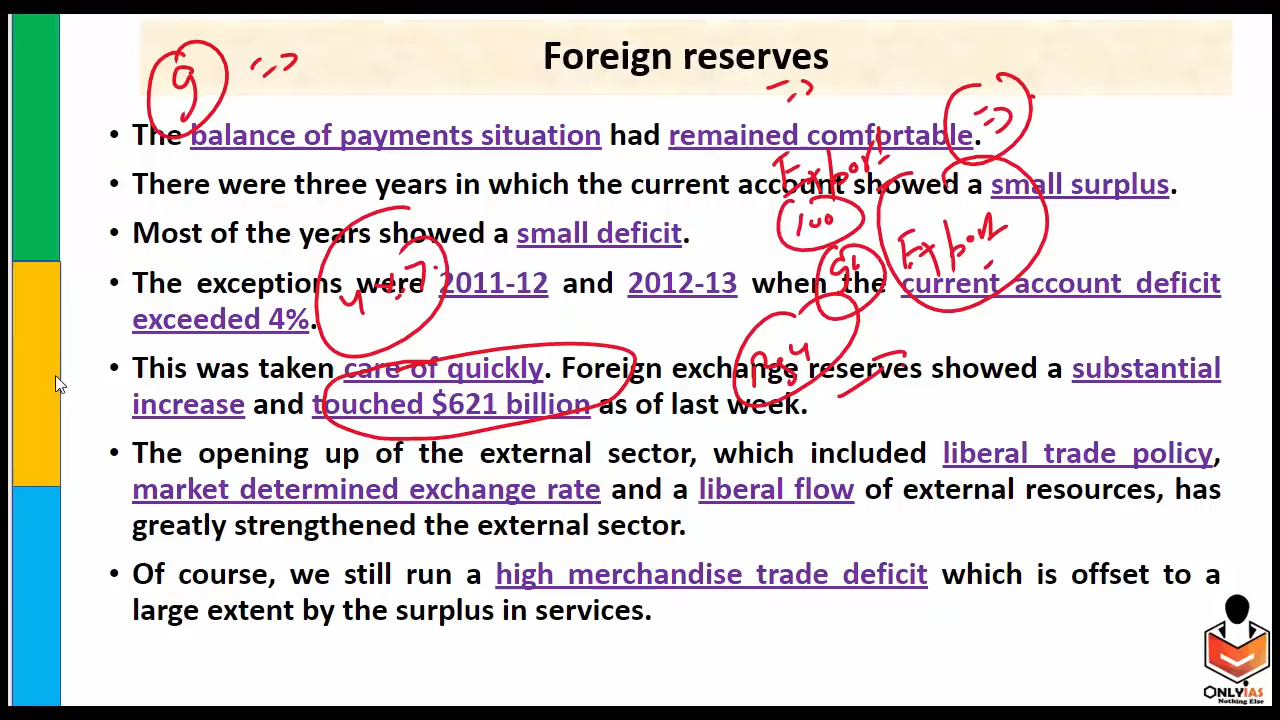 Foreign reserves
• The balance of payments situation had remained comfortable.
• There were three years in which the current account showed a small surplus.
• Most of the years showed a small deficit.
• The exceptions were 2011-12 and 2012-13 when the current account deficit
exceeded 4%.
• This was taken care of quickly. Foreign exchange reserves showed a substantial
increase and touched $621 billion as of last week.
• The opening up of the external sector, which included liberal trade policy,
market determined exchange rate and a liberal flow of external resources, has
greatly strengthened the external sector.
• Of course, we still run a high merchandise trade deficit which is offset to a
large extent by the surplus in services.
Export
100
Export
ONLYIAS
Nothing Else